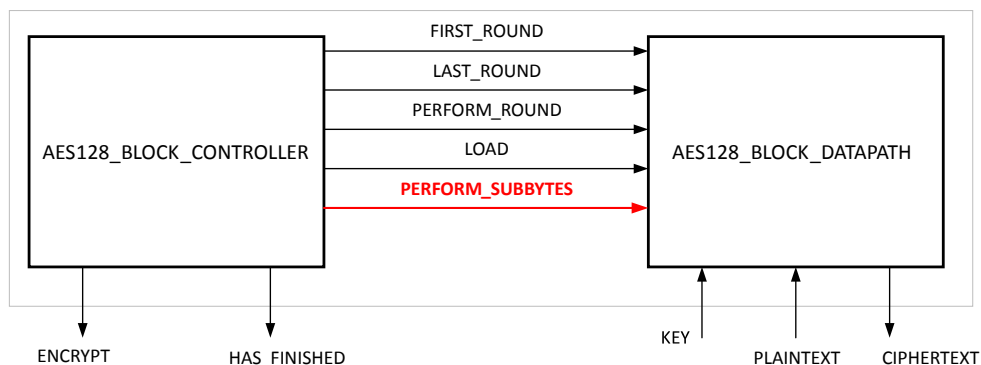 FIRST_ROUND
LAST_ROUND
PERFORM_ROUND
AES128_BLOCK_CONTROLLER
LOAD
AES128_BLOCK_DATAPATH
PERFORM_SUBBYTES
KEY
ENCRYPT
HAS FINISHED
PLAINTEXT
CIPHERTEXT